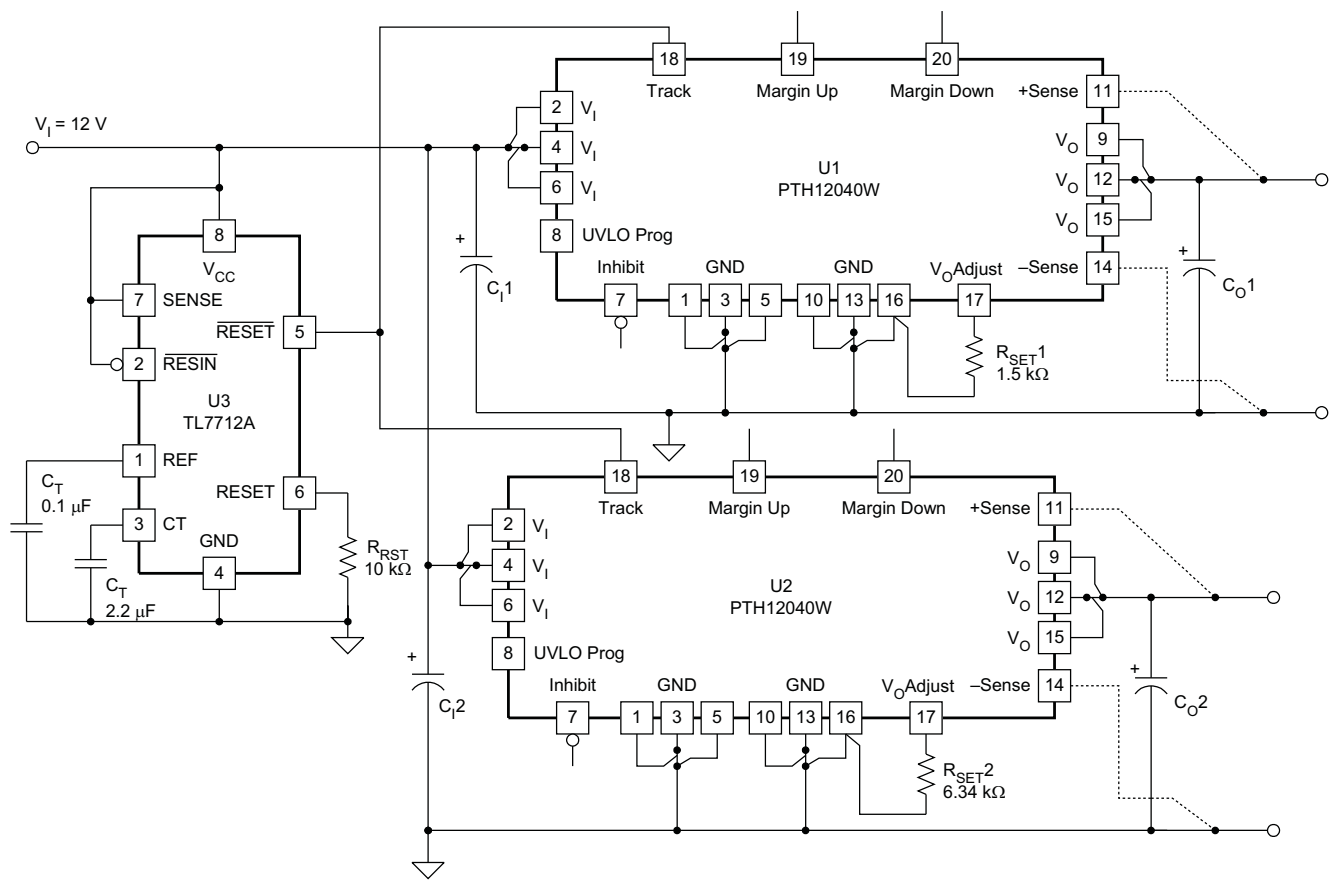 V_I = 12 V
8
V_CC
7 SENSE
RESET 5
2 RESIN
U3
TL7712A
1 REF
RESET 6
3 CT
GND
4
C_T
0.1 μF
C_T
2.2 μF
R_RST
10 kΩ
18 19 20
Track Margin Up Margin Down
2 V_I
4 V_I
6 V_I
8 UVLO Prog
U1
PTH12040W
+Sense 11
V_O 9
V_O 12
V_O 15
–Sense 14
Inhibit GND GND V_O Adjust
7 1 3 5 10 13 16 17
+
C_I1
R_SET1
1.5 kΩ
+
C_O1
18 19 20
Track Margin Up Margin Down
2 V_I
4 V_I
6 V_I
8 UVLO Prog
U2
PTH12040W
+Sense 11
V_O 9
V_O 12
V_O 15
–Sense 14
Inhibit GND GND V_O Adjust
7 1 3 5 10 13 16 17
+
C_I2
R_SET2
6.34 kΩ
+
C_O2